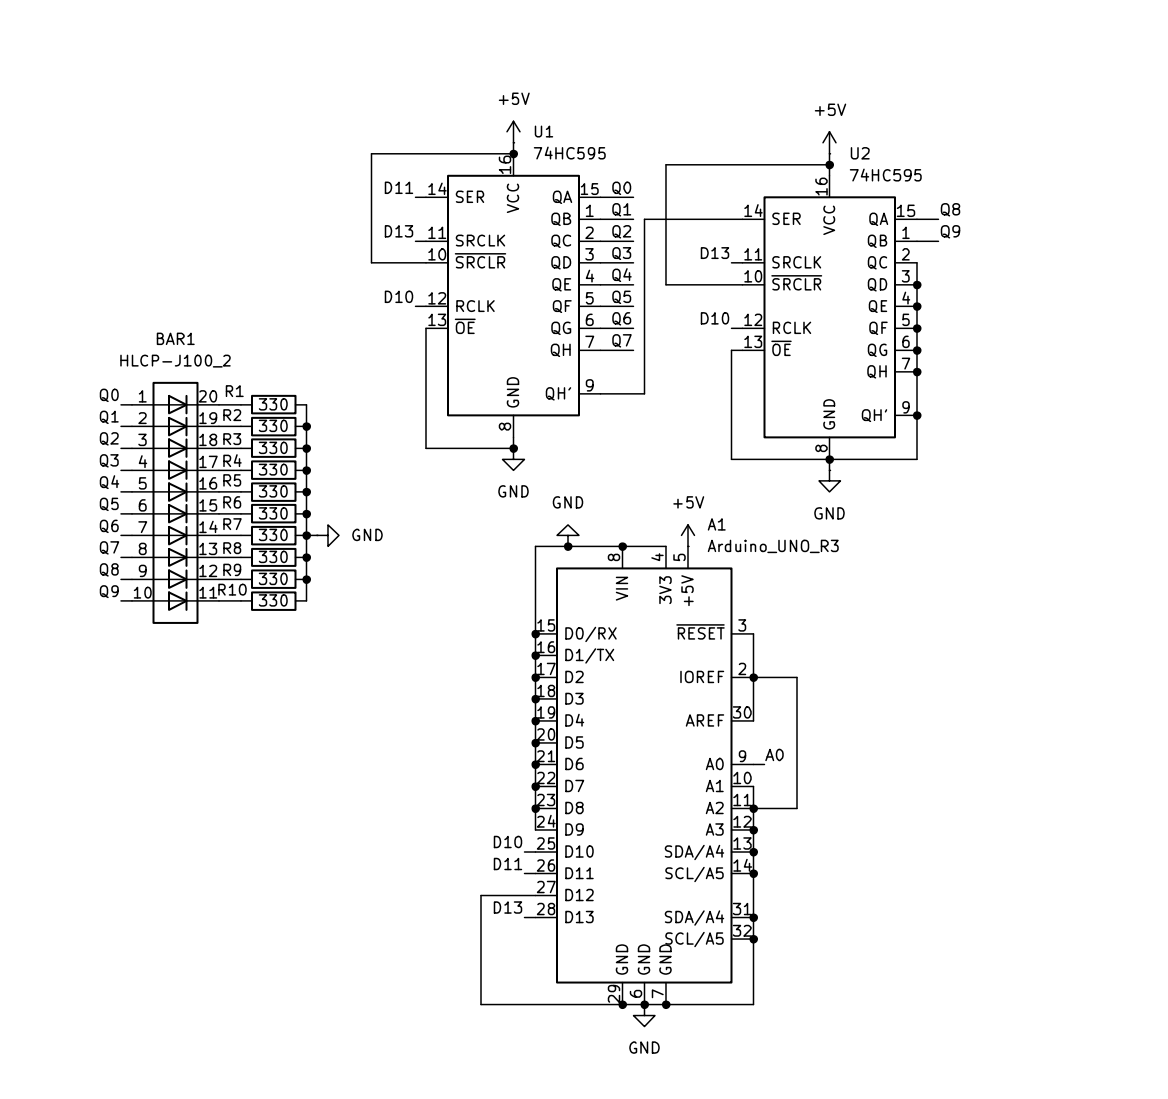 +5V
U1
74HC595
16
VCC
D11 14 SER
D13 11 SRCLK
10 SRCLR
D10 12 RCLK
13 OE
QA 15 Q0
QB 1 Q1
QC 2 Q2
QD 3 Q3
QE 4 Q4
QF 5 Q5
QG 6 Q6
QH 7 Q7
QH' 9
GND
8
GND
+5V
U2
74HC595
16
VCC
14 SER
D13 11 SRCLK
10 SRCLR
D10 12 RCLK
13 OE
QA 15 Q8
QB 1 Q9
QC 2
QD 3
QE 4
QF 5
QG 6
QH 7
QH' 9
GND
8
GND
BAR1
HLCP-J100_2
Q0 1 20 R1 330
Q1 2 19 R2 330
Q2 3 18 R3 330
Q3 4 17 R4 330
Q4 5 16 R5 330
Q5 6 15 R6 330
Q6 7 14 R7 330 GND
Q7 8 13 R8 330
Q8 9 12 R9 330
Q9 10 11 R10 330
GND
+5V
A1
Arduino_UNO_R3
8 4 5
VIN 3V3 +5V
15 D0/RX
16 D1/TX
17 D2
18 D3
19 D4
20 D5
21 D6
22 D7
23 D8
24 D9
D10 25 D10
D11 26 D11
27 D12
D13 28 D13
RESET 3
IOREF 2
AREF 30
A0 9 A0
A1 10
A2 11
A3 12
SDA/A4 13
SCL/A5 14
SDA/A4 31
SCL/A5 32
GND GND GND
29 6 7
GND